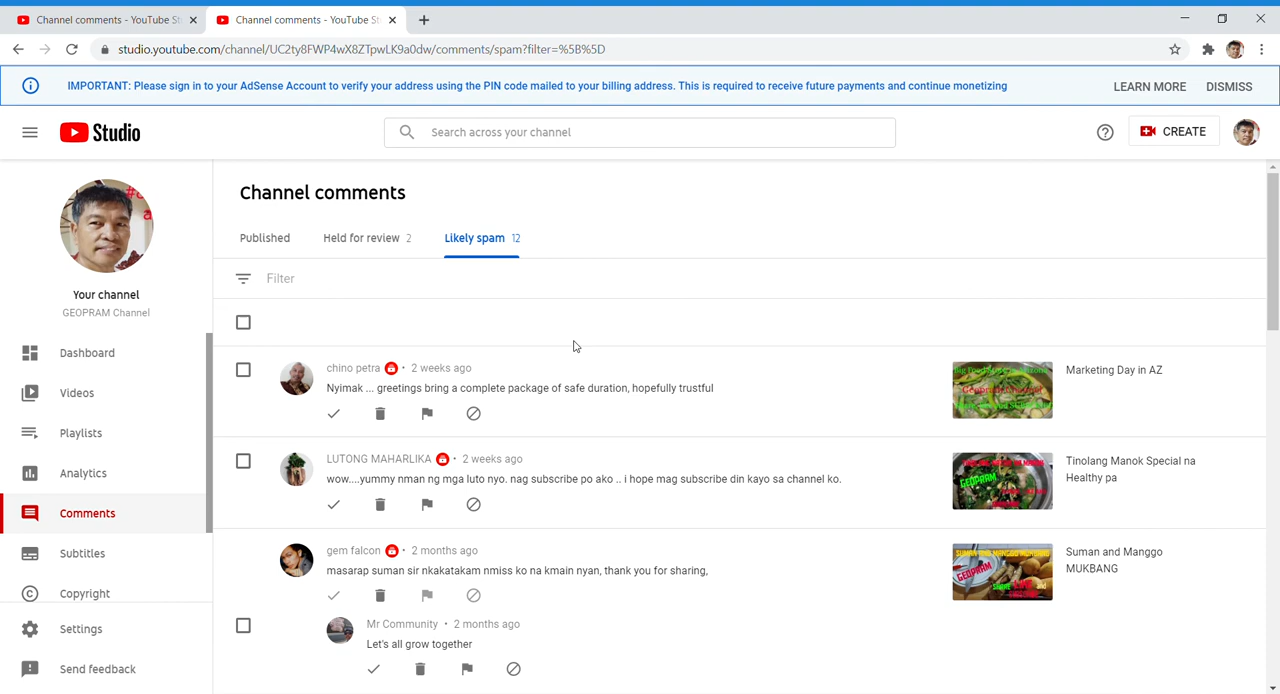 Channel comments - YouTube St
Channel comments - YouTube St
studio.youtube.com/channel/UC2ty8FWP4wX8ZTpwLK9a0dw/comments/spam?filter=%5B%5D
IMPORTANT: Please sign in to your AdSense Account to verify your address using the PIN code mailed to your billing address. This is required to receive future payments and continue monetizing
LEARN MORE
DISMISS
Studio
Search across your channel
CREATE
Your channel
GEOPRAM Channel
Dashboard
Videos
Playlists
Analytics
Comments
Subtitles
Copyright
Settings
Send feedback
Channel comments
Published
Held for review 2
Likely spam 12
Filter
chino petra • 2 weeks ago
Nyimak ... greetings bring a complete package of safe duration, hopefully trustful
Marketing Day in AZ
LUTONG MAHARLIKA • 2 weeks ago
wow....yummy nman ng mga luto nyo. nag subscribe po ako .. i hope mag subscribe din kayo sa channel ko.
GEOPRAM
Tinolang Manok Special na
Healthy pa
gem falcon • 2 months ago
masarap suman sir nkakatakam nmiss ko na kmain nyan, thank you for sharing,
SUMAN AND MANGGO MUKBANG
GEOPRAM
Suman and Manggo
MUKBANG
Mr Community • 2 months ago
Let's all grow together